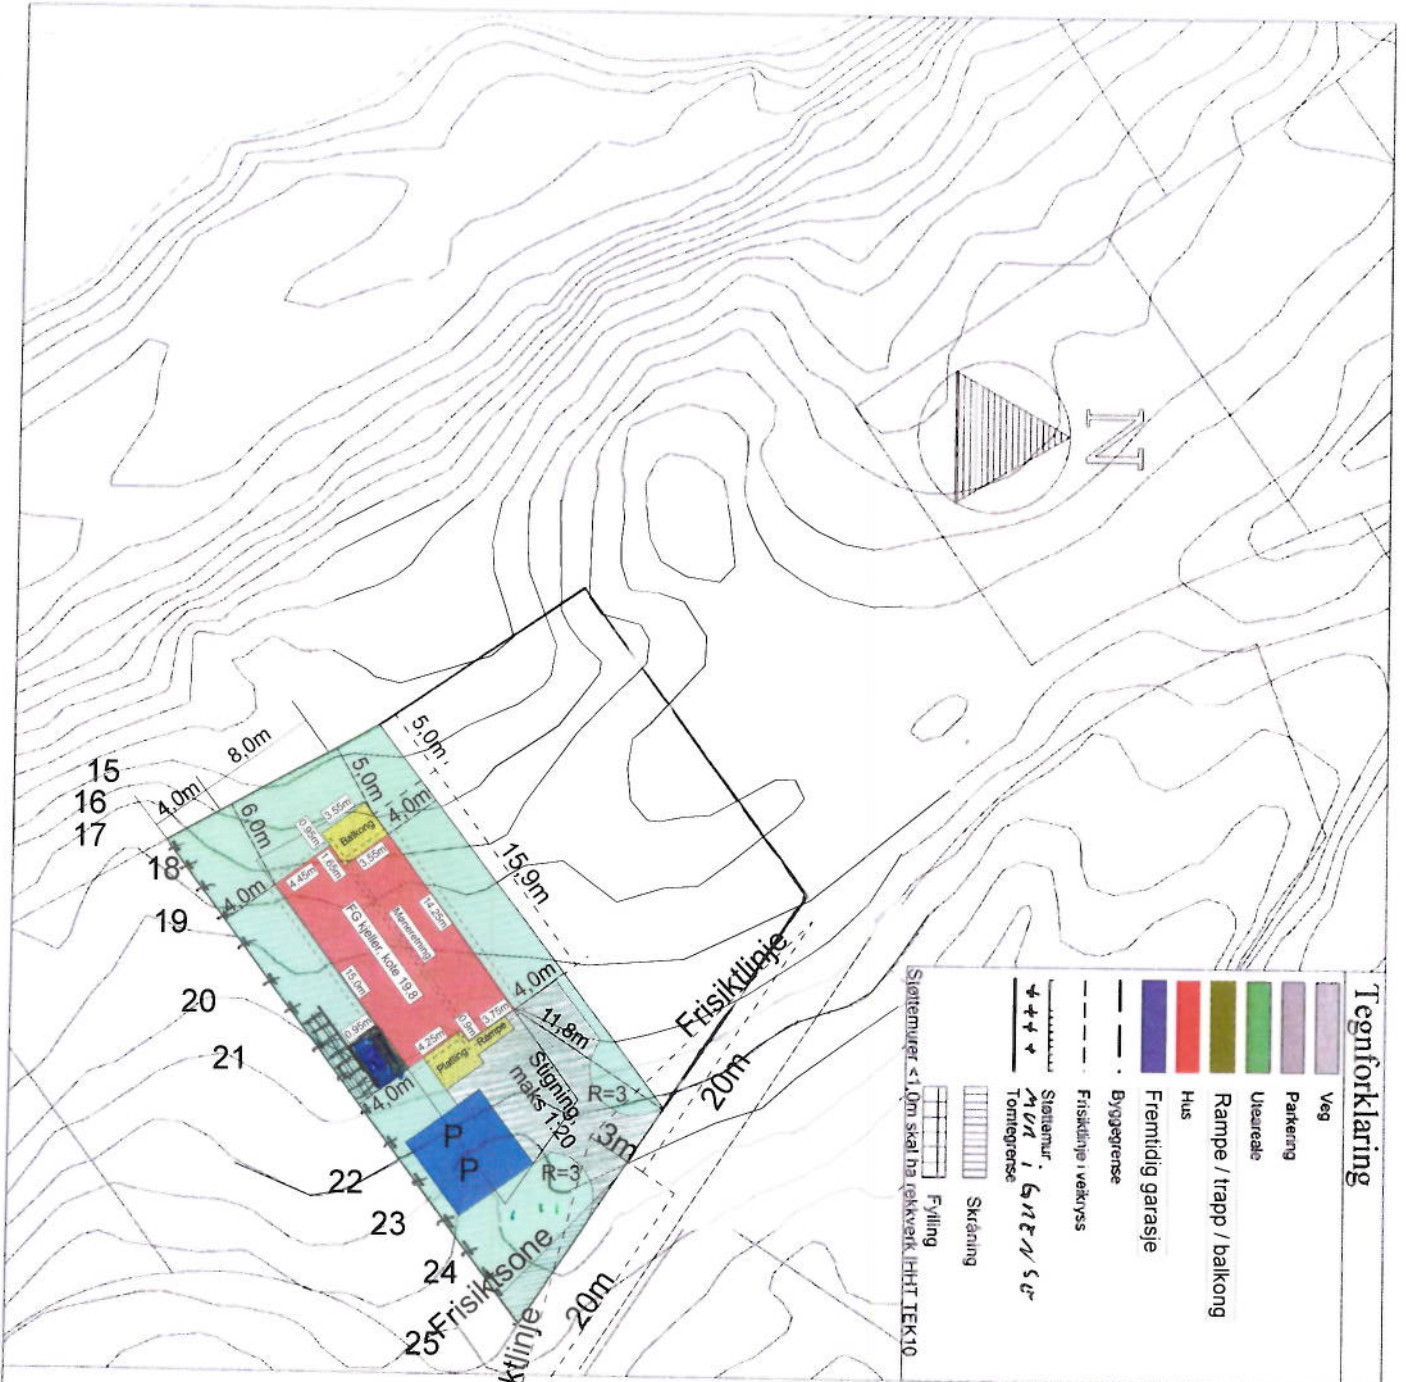 N
Tegnforklaring
Veg
Parkering
Uteareale
Rampe / trapp / balkong
Hus
Fremtidig garasje
Byggegrense
Frisiktlinje i veikryss
Støttemur.
MUR i GRENSE
Tomtegrense
Skråning
Fylling
Støttemurer <1,0m skal ha rekkverk IHHT TEK10
5,0m
8,0m
4,0m
5,0m
4,0m
6,0m
15
16
17
18
19
20
21
22
23
24
25
3.55m
Balkong
0.95m
1.65m
3.55m
4.45m
4,0m
15,9m
14.25m
Møneretning
FG kjeller, kote 19.8
15.0m
4,0m
0.95m
3.75m
0.9m
Rampe
4.25m
Platting
11,8m
Stigning,
maks 1:20
4,0m
R=3
3m
R=3
P
P
Frisiktlinje
20m
Frisiktsone
20m
ktlinje